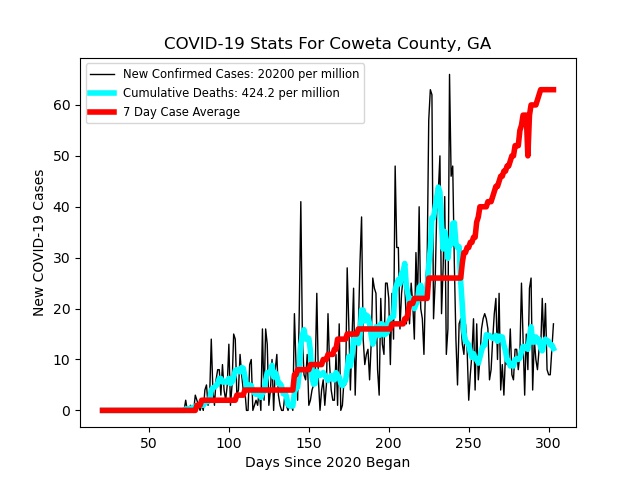 COVID-19 Stats For Coweta County, GA
New Confirmed Cases: 20200 per million
Cumulative Deaths: 424.2 per million
7 Day Case Average
New COVID-19 Cases
60
50
40
30
20
10
0
50 100 150 200 250 300
Days Since 2020 Began